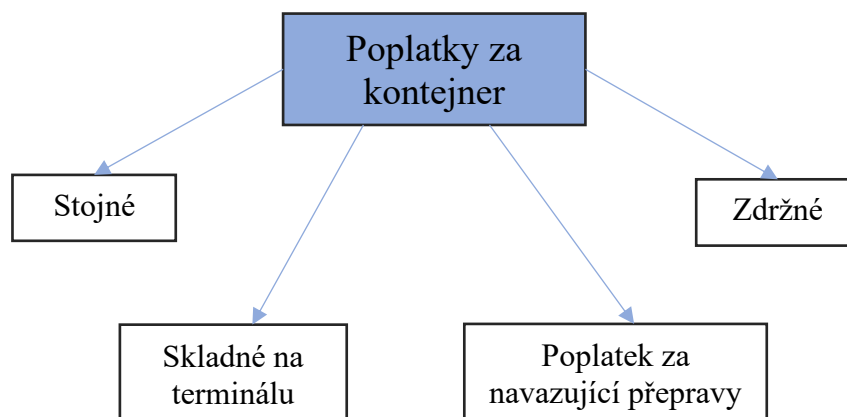 Poplatky za
kontejner
Stojné
Zdržné
Skladné na
terminálu
Poplatek za
navazující přepravy